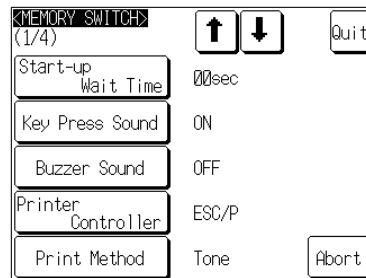 <MEMORY SWITCH>
(1/4)
Quit
Start-up
Wait Time
00sec
Key Press Sound
ON
Buzzer Sound
OFF
Printer
Controller
ESC/P
Print Method
Tone
Abort